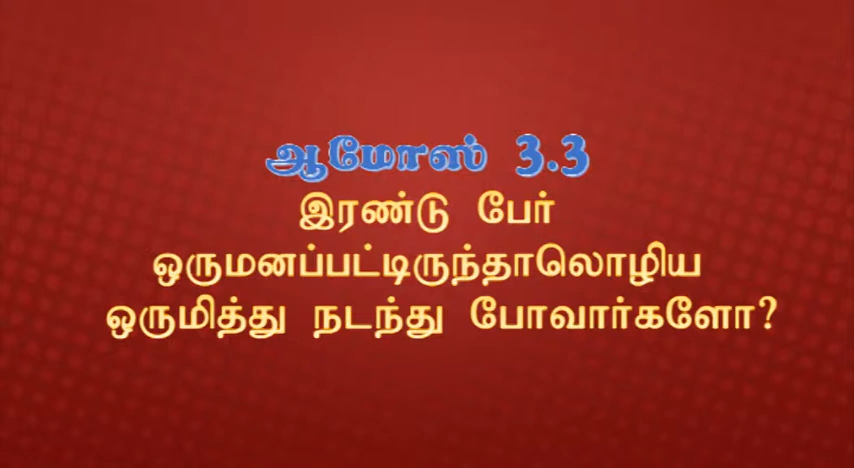 ஆமோஸ் 3.3
இரண்டு பேர்
ஒருமனப்பட்டிருந்தாலொழிய
ஒருமித்து நடந்து போவார்களோ?